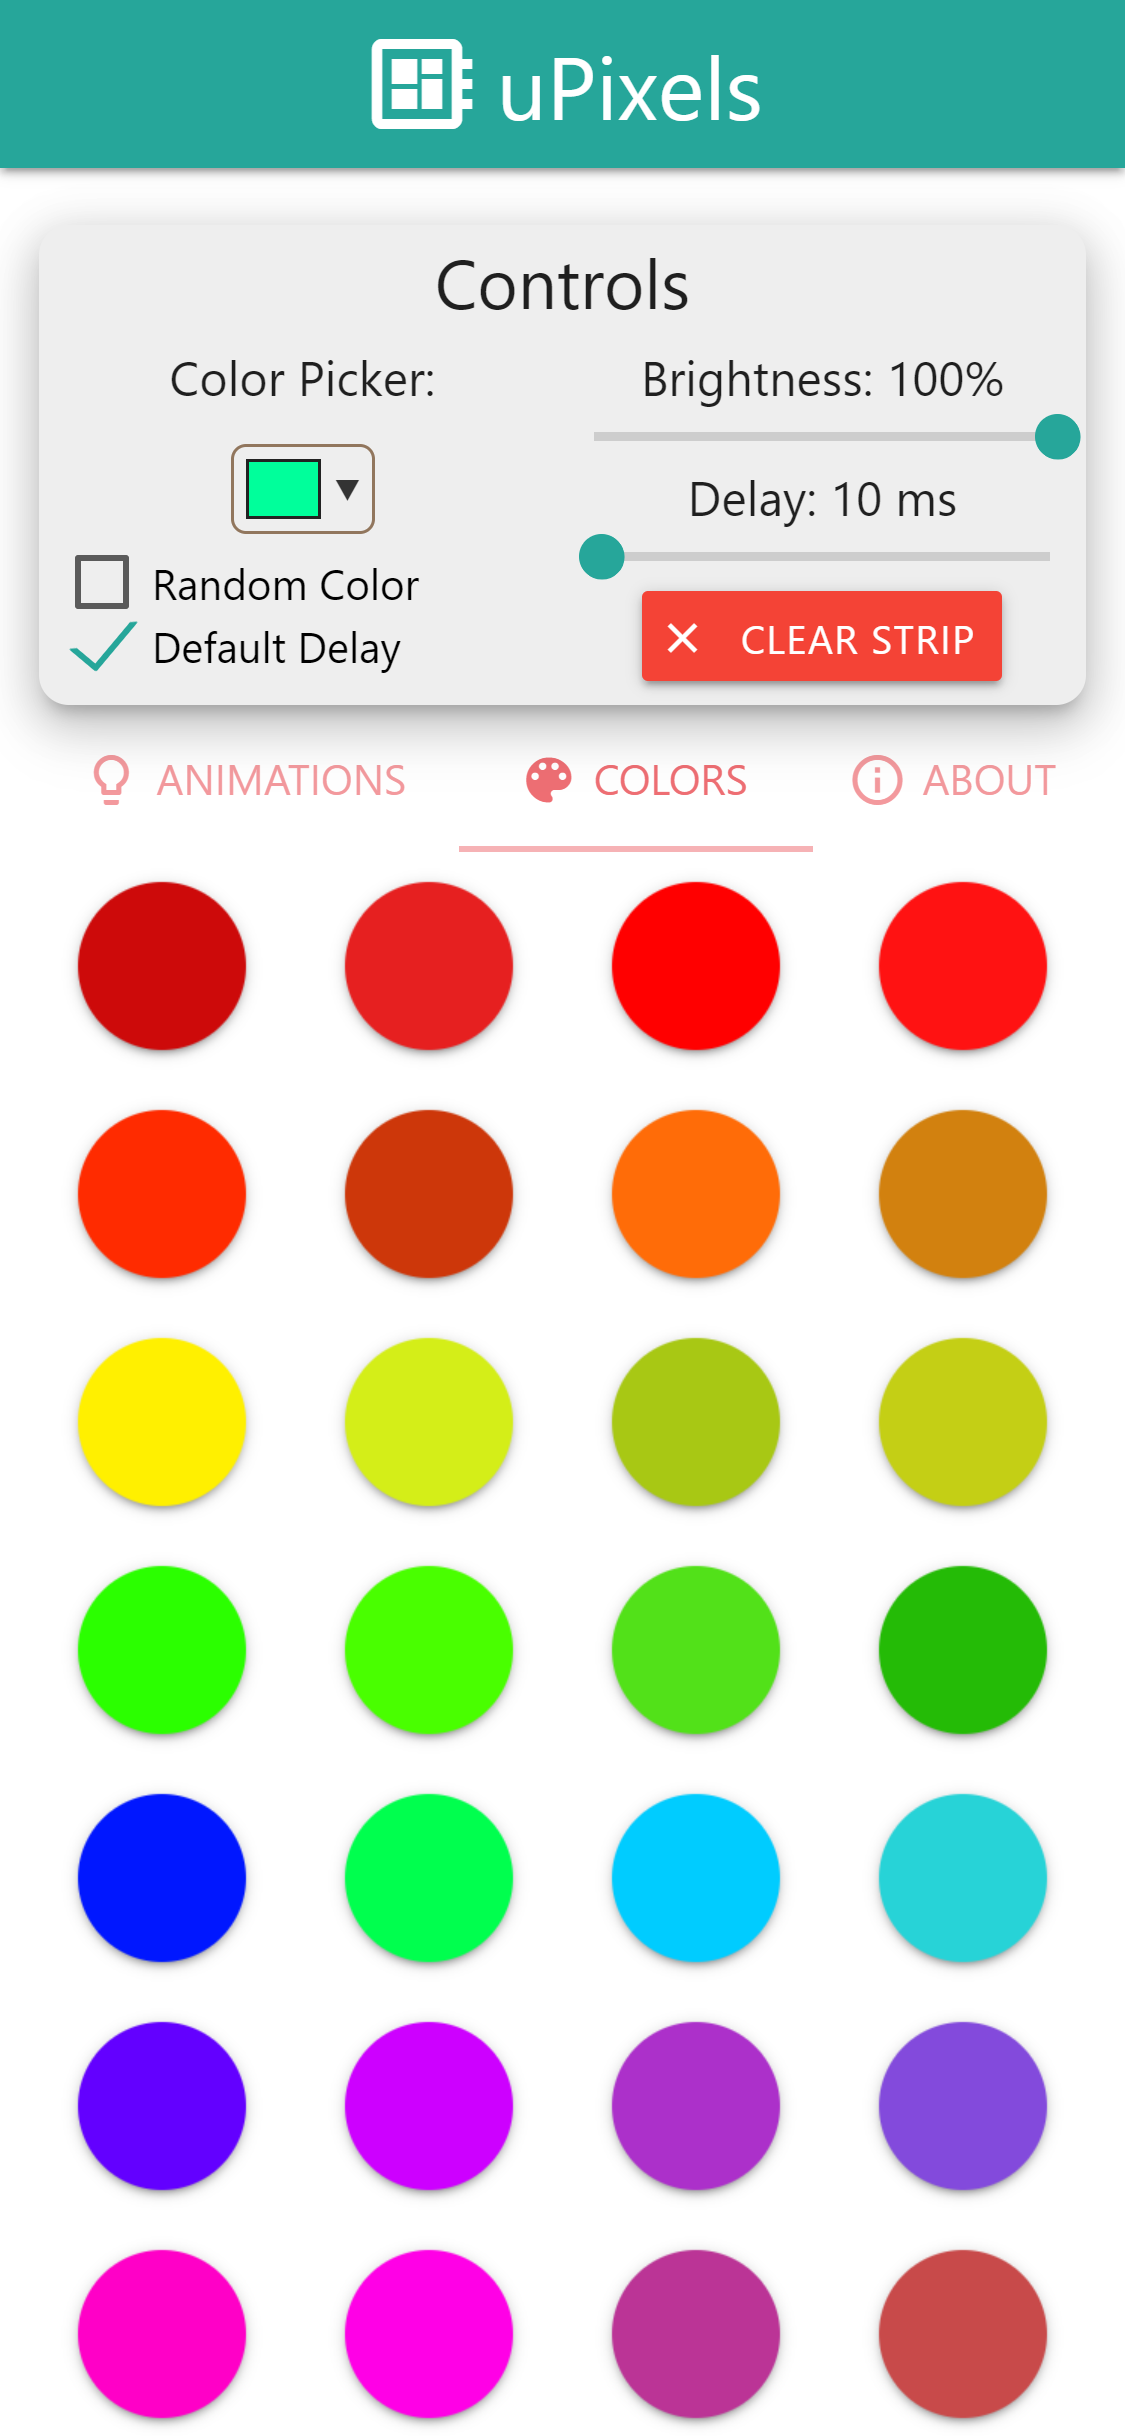 uPixels
Controls
Color Picker:
Brightness: 100%
Delay: 10 ms
Random Color
Default Delay
CLEAR STRIP
ANIMATIONS
COLORS
ABOUT